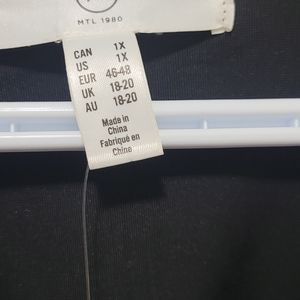 MTL 1980
CAN 1X
US 1X
EUR 46-48
UK 18-20
AU 18-20
Made in
China
Fabriqué en
Chine